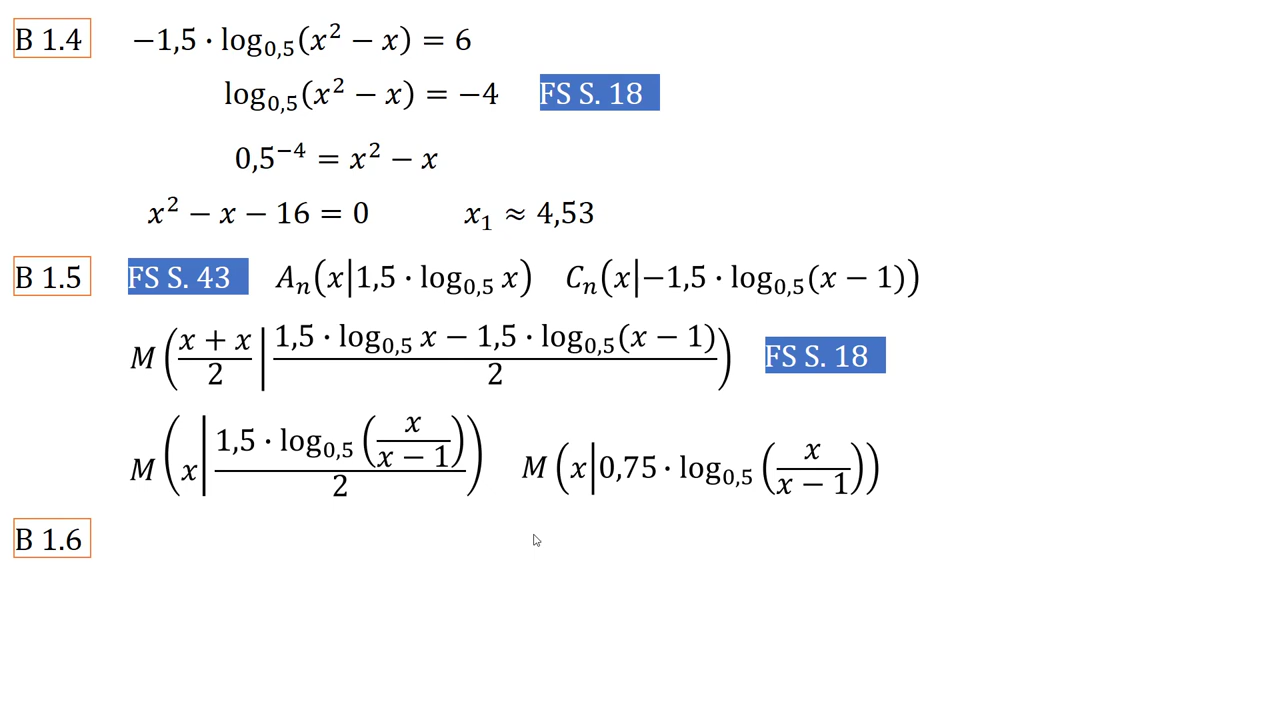 B 1.4 −1,5 · log₀,₅(x² − x) = 6
log₀,₅(x² − x) = −4 FS S. 18
0,5⁻⁴ = x² − x
x² − x − 16 = 0 x₁ ≈ 4,53
B 1.5 FS S. 43 Aₙ(x|1,5 · log₀,₅ x) Cₙ(x|−1,5 · log₀,₅(x − 1))
M((x + x)/2 | (1,5 · log₀,₅ x − 1,5 · log₀,₅(x − 1))/2) FS S. 18
M(x | (1,5 · log₀,₅(x/(x − 1)))/2) M(x|0,75 · log₀,₅(x/(x − 1)))
B 1.6